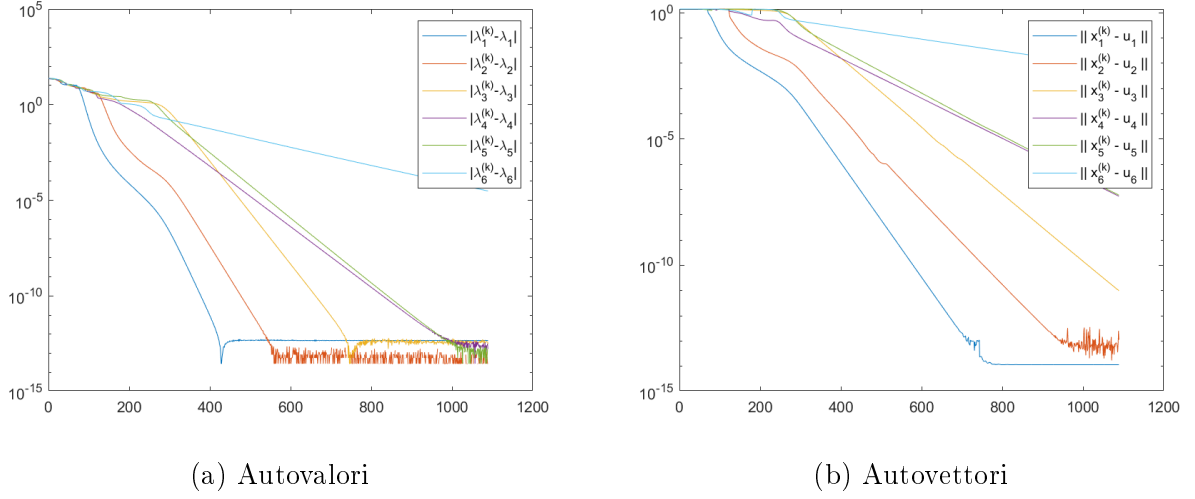 10^5
10^0
10^-5
10^-10
10^-15
0 200 400 600 800 1000 1200
|λ_1^(k)-λ_1|
|λ_2^(k)-λ_2|
|λ_3^(k)-λ_3|
|λ_4^(k)-λ_4|
|λ_5^(k)-λ_5|
|λ_6^(k)-λ_6|
(a) Autovalori
10^0
10^-5
10^-10
10^-15
0 200 400 600 800 1000 1200
|| x_1^(k) - u_1 ||
|| x_2^(k) - u_2 ||
|| x_3^(k) - u_3 ||
|| x_4^(k) - u_4 ||
|| x_5^(k) - u_5 ||
|| x_6^(k) - u_6 ||
(b) Autovettori